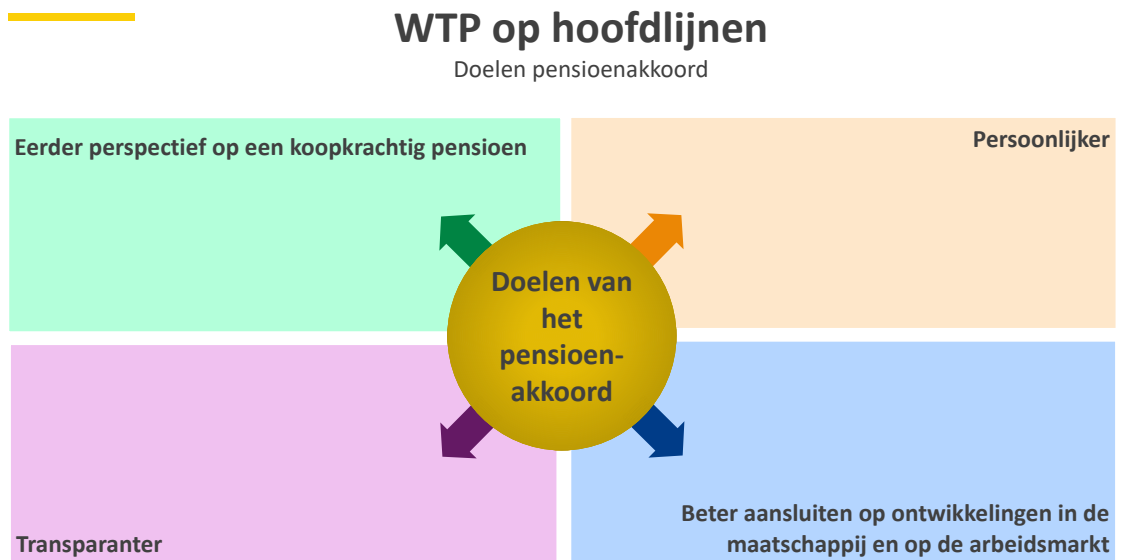 WTP op hoofdlijnen
Doelen pensioenakkoord
Eerder perspectief op een koopkrachtig pensioen
Persoonlijker
Doelen van
het
pensioen-
akkoord
Transparanter
Beter aansluiten op ontwikkelingen in de
maatschappij en op de arbeidsmarkt